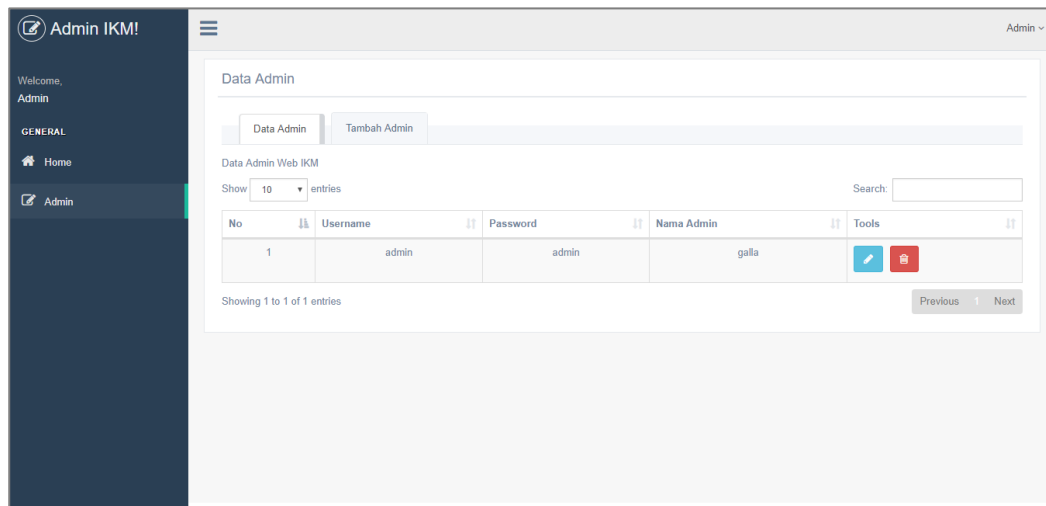 Admin IKM!
Admin
Welcome,
Admin
GENERAL
Home
Admin
Data Admin
Data Admin Tambah Admin
Data Admin Web IKM
Show 10 entries Search:
No Username Password Nama Admin Tools
1 admin admin galla
Showing 1 to 1 of 1 entries Previous 1 Next